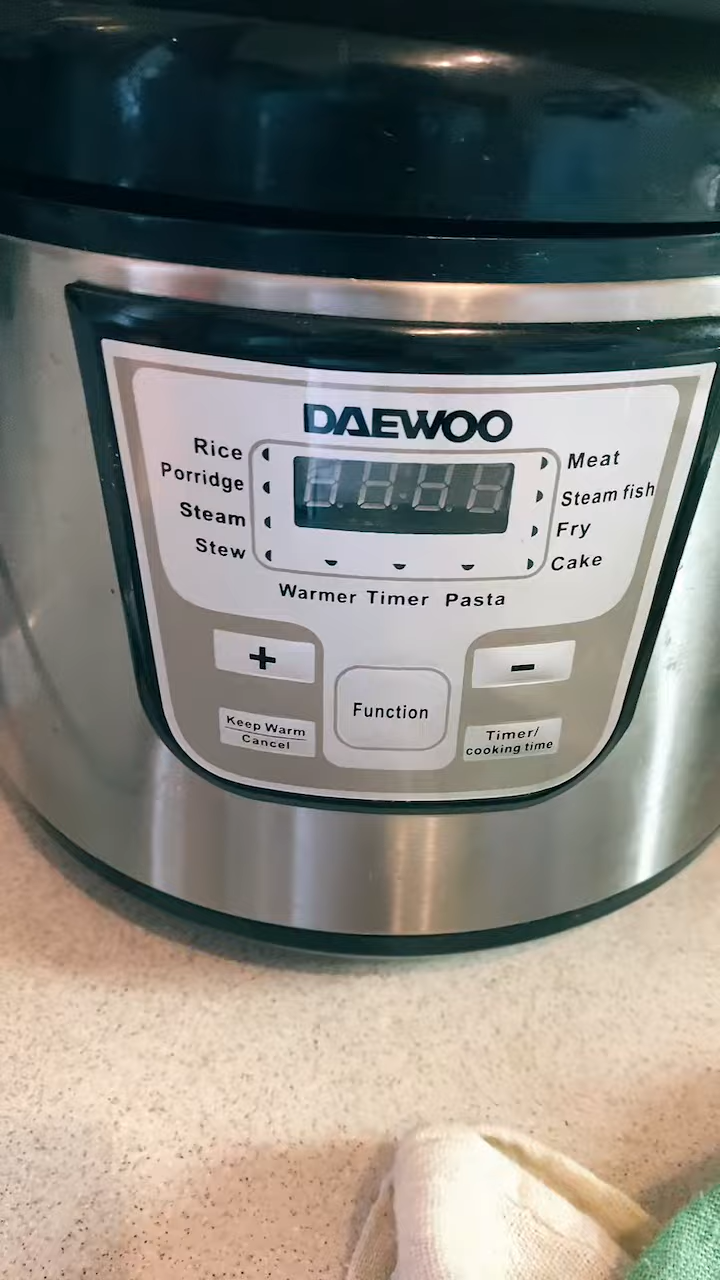 DAEWOO
Rice
Porridge
Steam
Stew
Meat
Steam fish
Fry
Cake
Warmer Timer Pasta
+
-
Function
Keep Warm
Cancel
Timer/
cooking time